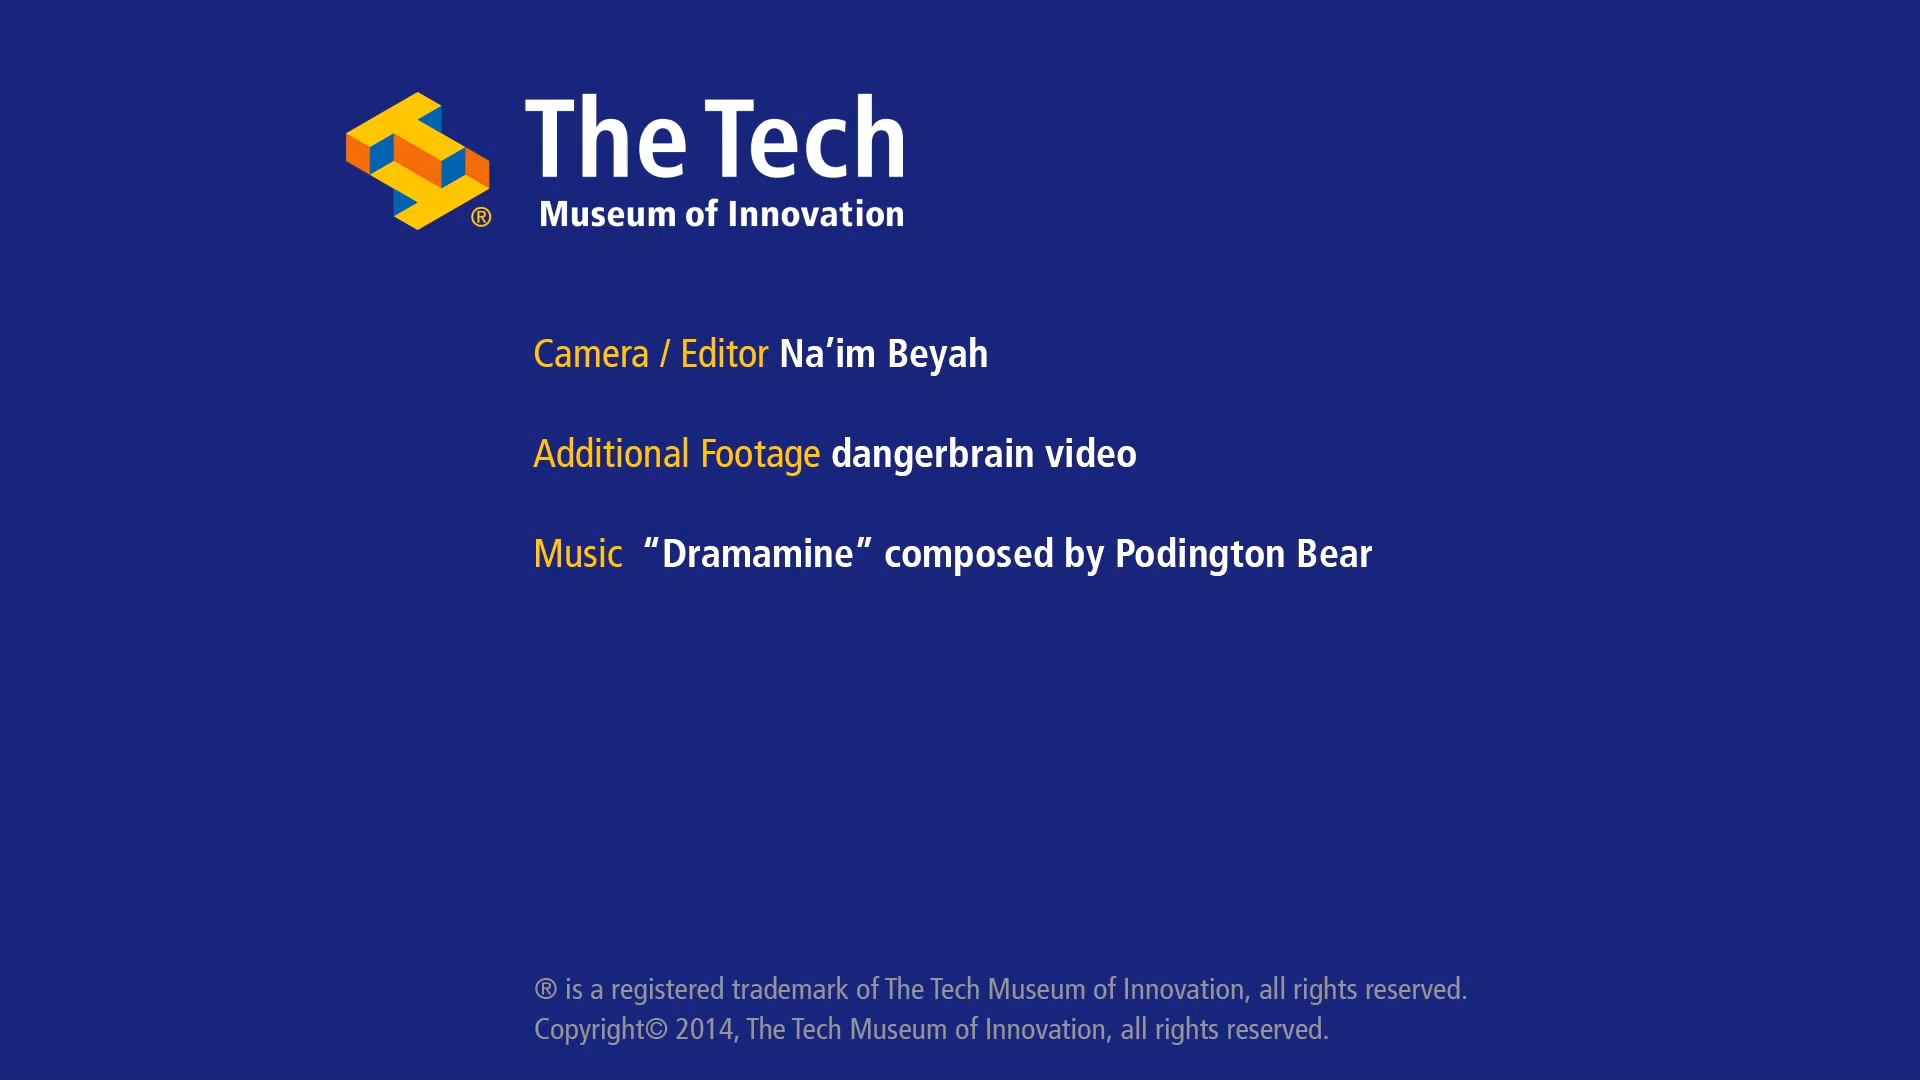 The Tech
Museum of Innovation
®
Camera / Editor Na’im Beyah
Additional Footage dangerbrain video
Music “Dramamine” composed by Podington Bear
® is a registered trademark of The Tech Museum of Innovation, all rights reserved.
Copyright© 2014, The Tech Museum of Innovation, all rights reserved.